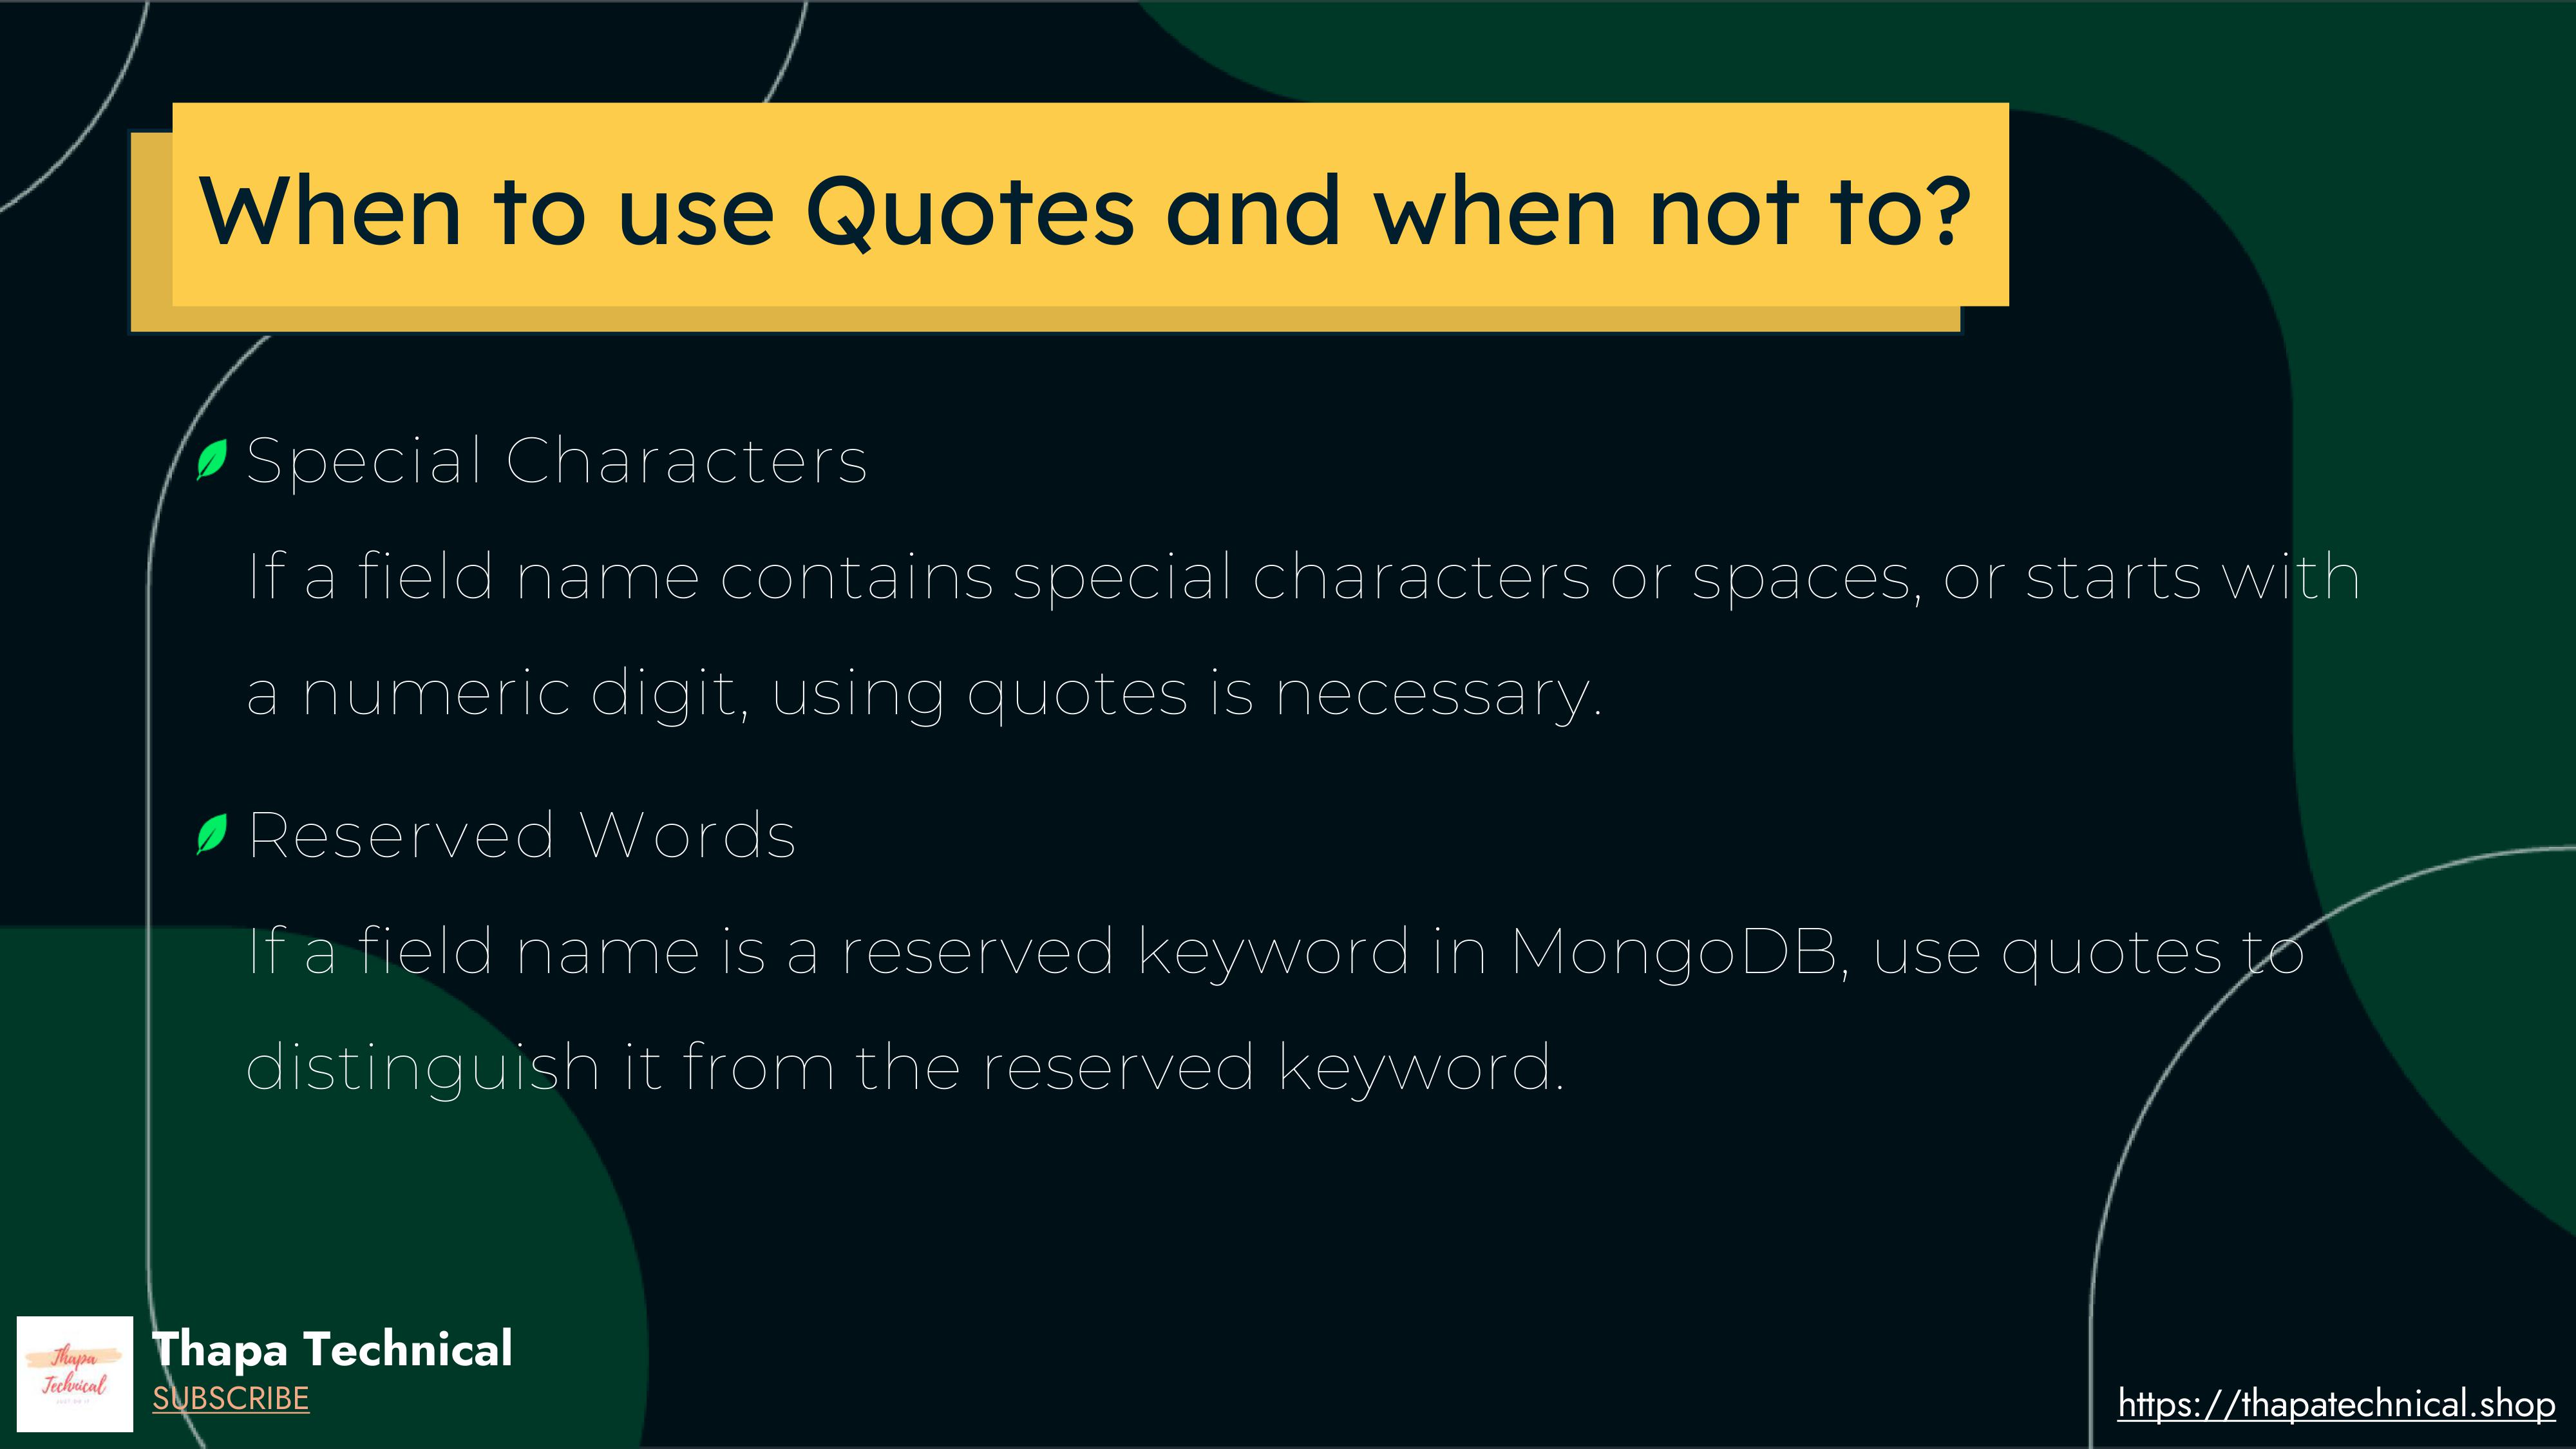 When to use Quotes and when not to?
Special Characters
If a field name contains special characters or spaces, or starts with
a numeric digit, using quotes is necessary.
Reserved Words
If a field name is a reserved keyword in MongoDB, use quotes to
distinguish it from the reserved keyword.
Thapa
Technical
Thapa Technical
SUBSCRIBE
https://thapatechnical.shop